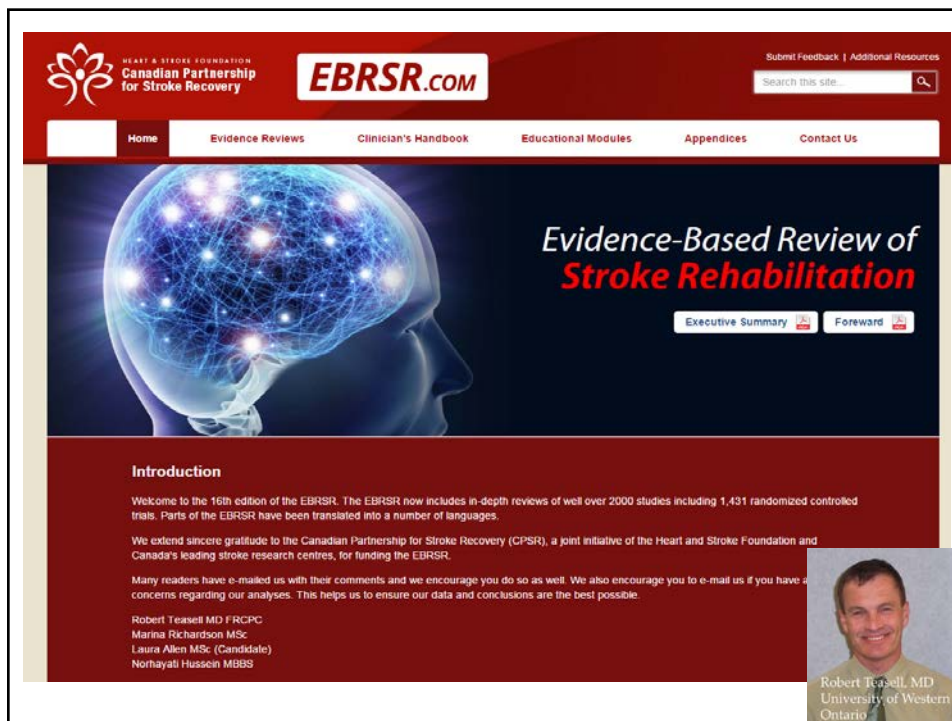 HEART & STROKE FOUNDATION
Canadian Partnership
for Stroke Recovery
EBRSR.COM
Submit Feedback | Additional Resources
Search this site...
Home
Evidence Reviews
Clinician's Handbook
Educational Modules
Appendices
Contact Us
Evidence-Based Review of
Stroke Rehabilitation
Executive Summary
Foreward
Introduction
Welcome to the 16th edition of the EBRSR. The EBRSR now includes in-depth reviews of well over 2000 studies including 1,431 randomized controlled
trials. Parts of the EBRSR have been translated into a number of languages.
We extend sincere gratitude to the Canadian Partnership for Stroke Recovery (CPSR), a joint initiative of the Heart and Stroke Foundation and
Canada's leading stroke research centres, for funding the EBRSR.
Many readers have e-mailed us with their comments and we encourage you do so as well. We also encourage you to e-mail us if you have a
concerns regarding our analyses. This helps us to ensure our data and conclusions are the best possible.
Robert Teasell MD FRCPC
Marina Richardson MSc
Laura Allen MSc (Candidate)
Norhayati Hussein MBBS
Robert Teasell, MD
University of Western
Ontario